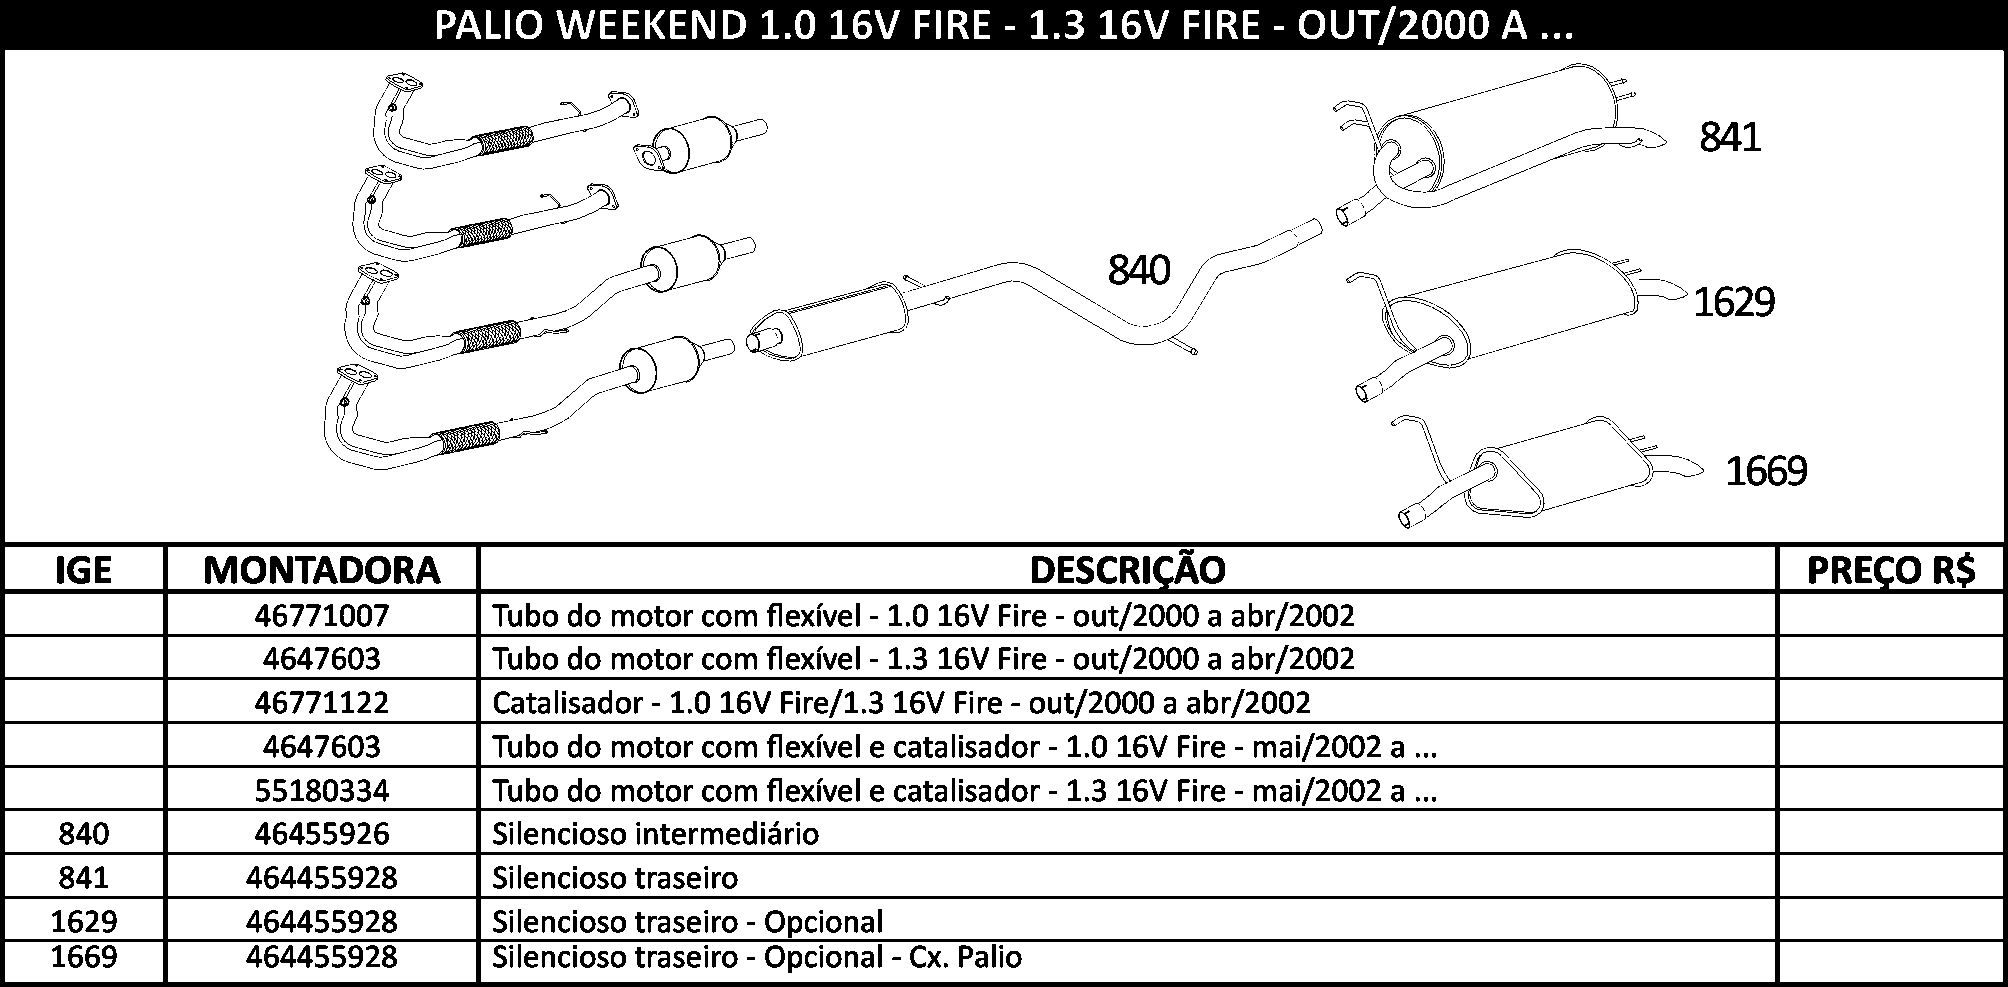 PALIO WEEKEND 1.0 16V FIRE - 1.3 16V FIRE - OUT/2000 A ...
841
840
1629
1669
IGE MONTADORA DESCRIÇÃO PREÇO R$
46771007 Tubo do motor com flexível - 1.0 16V Fire - out/2000 a abr/2002
4647603 Tubo do motor com flexível - 1.3 16V Fire - out/2000 a abr/2002
46771122 Catalisador - 1.0 16V Fire/1.3 16V Fire - out/2000 a abr/2002
4647603 Tubo do motor com flexível e catalisador - 1.0 16V Fire - mai/2002 a ...
55180334 Tubo do motor com flexível e catalisador - 1.3 16V Fire - mai/2002 a ...
840 46455926 Silencioso intermediário
841 464455928 Silencioso traseiro
1629 464455928 Silencioso traseiro - Opcional
1669 464455928 Silencioso traseiro - Opcional - Cx. Palio